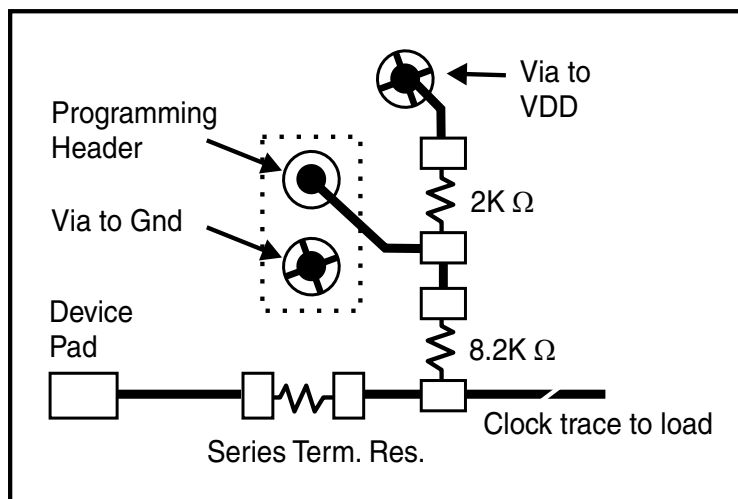 Via to
VDD
Programming
Header
2K Ω
Via to Gnd
Device
Pad
8.2K Ω
Clock trace to load
Series Term. Res.